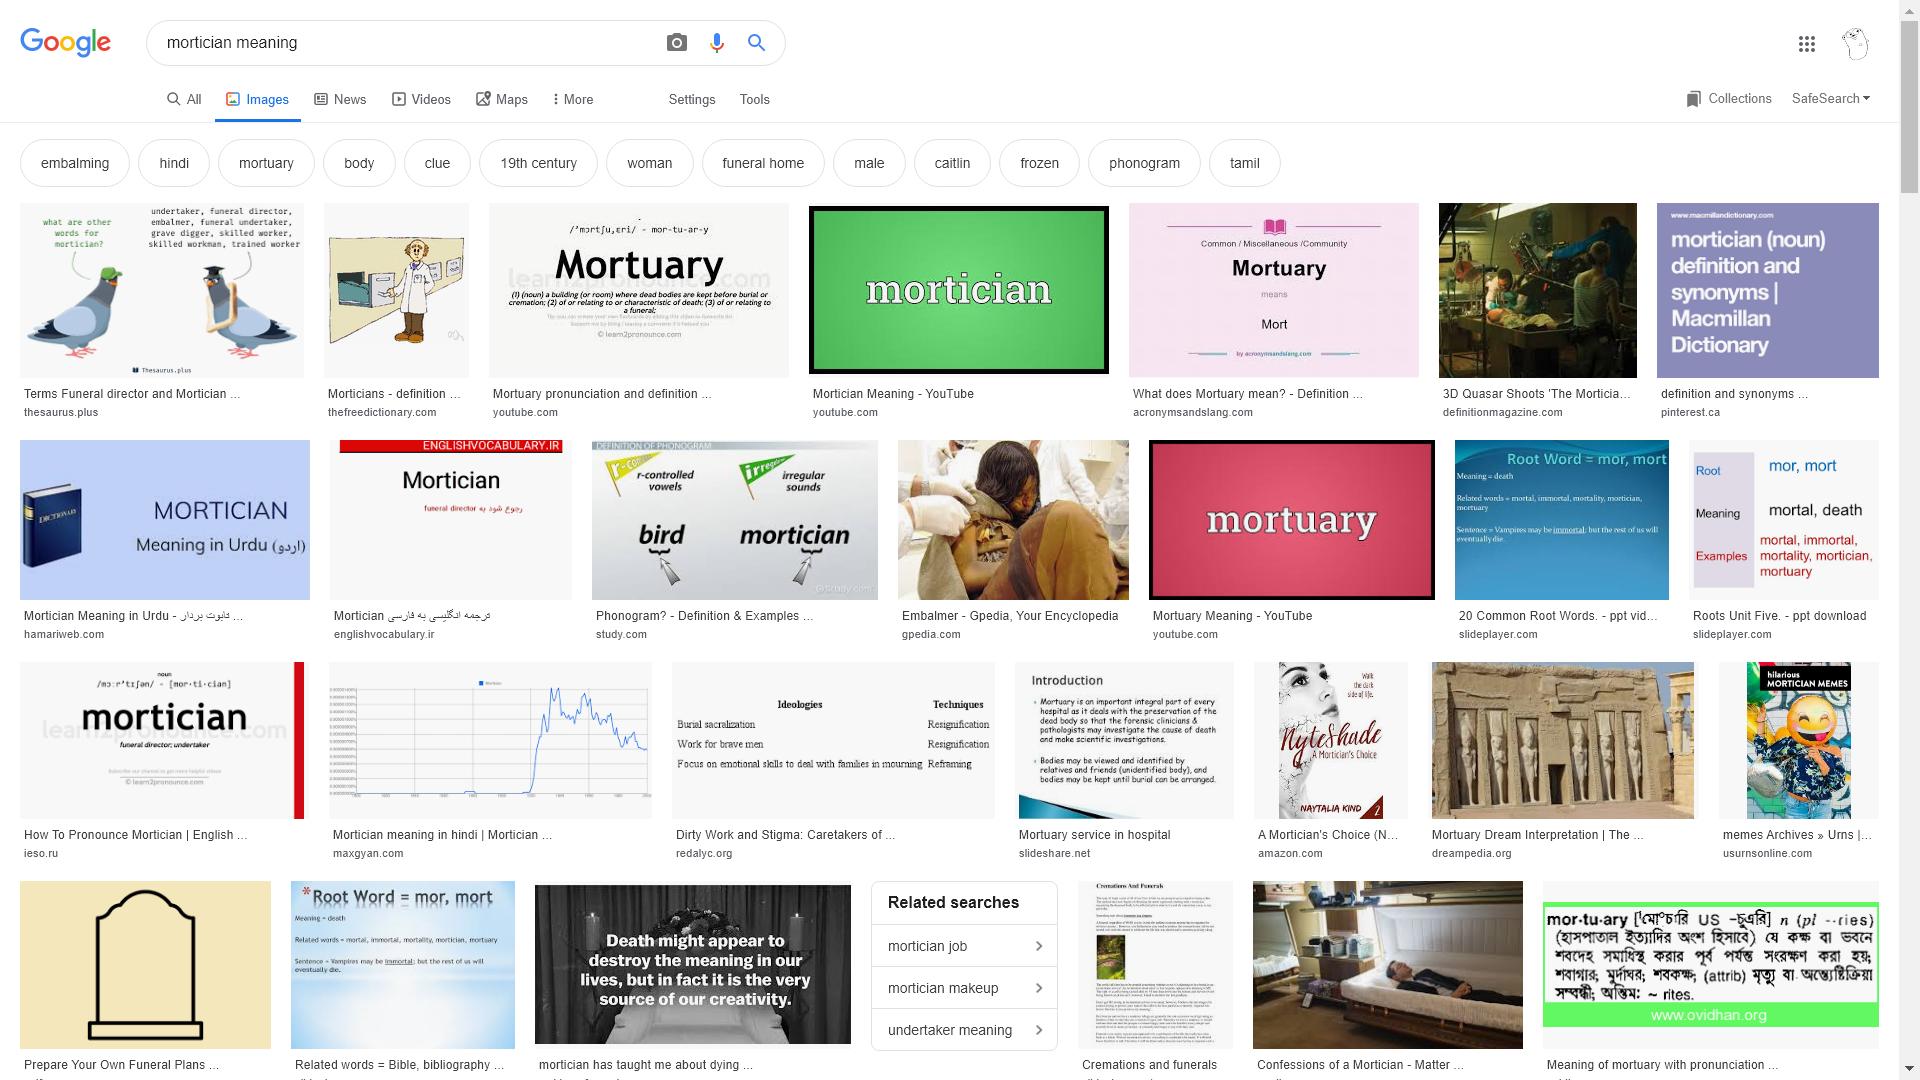 Google
mortician meaning
All
Images
News
Videos
Maps
More
Settings
Tools
Collections
SafeSearch
embalming
hindi
mortuary
body
clue
19th century
woman
funeral home
male
caitlin
frozen
phonogram
tamil
what are other
words for
mortician?
undertaker, funeral director,
embalmer, funeral undertaker,
grave digger, skilled worker,
skilled workman, trained worker
Thesaurus.plus
Terms Funeral director and Mortician ...
thesaurus.plus
Morticians - definition ...
thefreedictionary.com
/ˈmɔrtʃuˌɛri/ - mor-tu-ar-y
Mortuary
(1) (noun) a building (or room) where dead bodies are kept before burial or
cremation; (2) of or relating to or characteristic of death; (3) of or relating to
a funeral;
© learn2pronounce.com
Mortuary pronunciation and definition ...
youtube.com
mortician
Mortician Meaning - YouTube
youtube.com
Common / Miscellaneous /Community
Mortuary
means
Mort
by acronymsandslang.com
What does Mortuary mean? - Definition ...
acronymsandslang.com
3D Quasar Shoots 'The Morticia...
definitionmagazine.com
www.macmillandictionary.com
mortician (noun)
definition and
synonyms |
Macmillan
Dictionary
definition and synonyms ...
pinterest.ca
DICTIONARY
MORTICIAN
Meaning in Urdu (اردو)
Mortician Meaning in Urdu - تابوت بردار ...
hamariweb.com
ENGLISHVOCABULARY.IR
Mortician
رجوع شود به funeral director
Mortician ترجمه انگلیسی به فارسی
englishvocabulary.ir
DEFINITION OF PHONOGRAM
r-controlled
vowels
irregular
irregular
sounds
bird
mortician
Study.com
Phonogram? - Definition & Examples ...
study.com
Embalmer - Gpedia, Your Encyclopedia
gpedia.com
mortuary
Mortuary Meaning - YouTube
youtube.com
Root Word = mor, mort
Meaning = death
Related words = mortal, immortal, mortality, mortician,
mortuary
Sentence = Vampires may be immortal; but the rest of us will
eventually die.
20 Common Root Words. - ppt vid...
slideplayer.com
Root
mor, mort
Meaning
mortal, death
Examples
mortal, immortal,
mortality, mortician,
mortuary
Roots Unit Five. - ppt download
slideplayer.com
noun
/mɔːrˈtɪʃən/ - [mor·ti·cian]
mortician
funeral director; undertaker
© learn2pronounce.com
How To Pronounce Mortician | English ...
ieso.ru
Mortician meaning in hindi | Mortician ...
maxgyan.com
Ideologies
Techniques
Burial sacralization
Resignification
Work for brave men
Resignification
Focus on emotional skills to deal with families in mourning
Reframing
Dirty Work and Stigma: Caretakers of ...
redalyc.org
Introduction
Mortuary is an important integral part of every
hospital as it deals with the preservation of the
dead body so that the forensic clinicians &
pathologists may investigate the cause of death
and make scientific investigations.
Bodies may be viewed and identified by
relatives and friends (unidentified body), and
bodies may be kept until burial can be arranged.
Mortuary service in hospital
slideshare.net
Walk
the dark
side of life.
Nyteshade
A Mortician's Choice
NAYTALIA KIND
2
A Mortician's Choice (N...
amazon.com
Mortuary Dream Interpretation | The ...
dreampedia.org
hilarious
MORTICIAN MEMES
memes Archives » Urns |...
usurnsonline.com
Prepare Your Own Funeral Plans ...
*Root Word = mor, mort
Meaning = death
Related words = mortal, immortal, mortality, mortician, mortuary
Sentence = Vampires may be immortal; but the rest of us will
eventually die.
Related words = Bible, bibliography ...
Death might appear to
destroy the meaning in our
lives, but in fact it is the very
source of our creativity.
mortician has taught me about dying ...
Related searches
mortician job
mortician makeup
undertaker meaning
Cremations And Funerals
Cremations and funerals
Confessions of a Mortician - Matter ...
mor·tu·ary [ˈমোˈচারি US -চুএরি] n (pl --ries)
(হাসপাতাল ইত্যাদির অংশ হিসাবে) যে কক্ষ বা ভবনে
শবদেহ সমাধিস্থ করার পূর্ব পর্যন্ত সংরক্ষণ করা হয়;
শবাগার; মুর্দাঘর; শবকক্ষ; (attrib) মৃত্যু বা অন্ত্যেষ্টিক্রিয়া
সম্বন্ধী; অন্তিম: ~ rites.
www.ovidhan.org
Meaning of mortuary with pronunciation ...